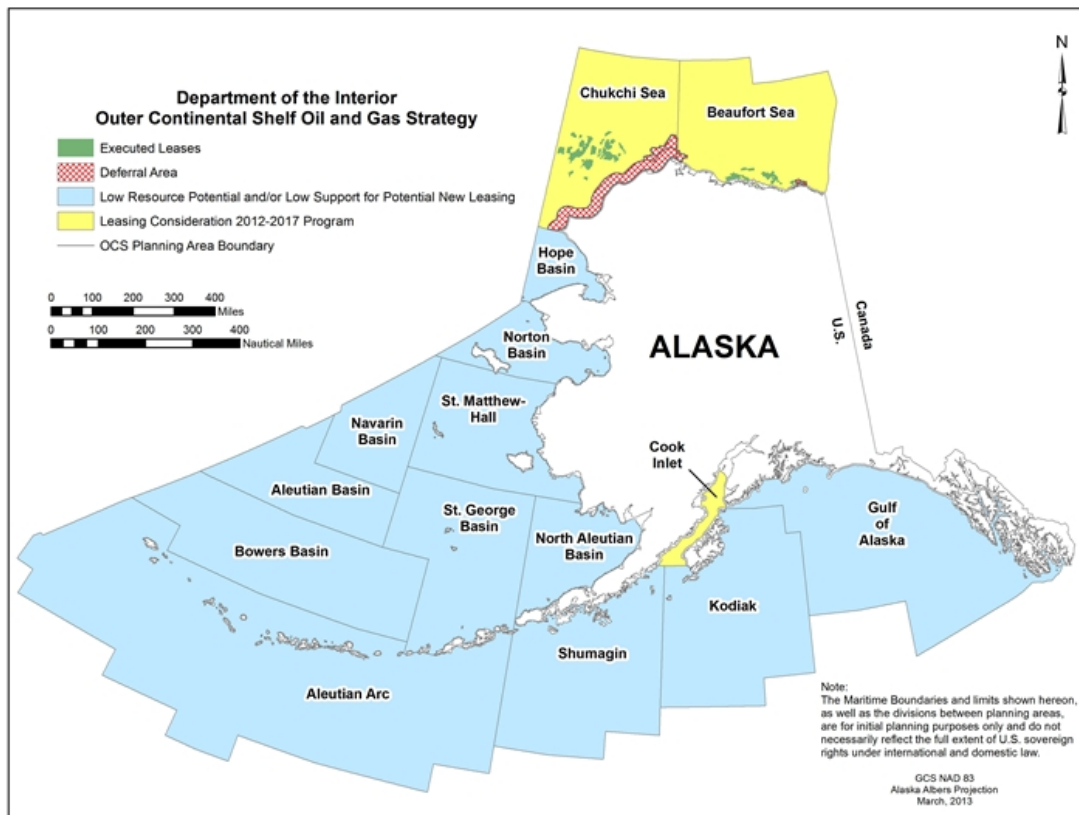 Department of the Interior
Outer Continental Shelf Oil and Gas Strategy
Executed Leases
Deferral Area
Low Resource Potential and/or Low Support for Potential New Leasing
Leasing Consideration 2012-2017 Program
OCS Planning Area Boundary
0 100 200 300 400
Miles
0 100 200 300 400
Nautical Miles
N
Chukchi Sea
Beaufort Sea
Hope
Basin
Norton
Basin
ALASKA
Canada
U.S.
St. Matthew-
Hall
Navarin
Basin
Cook
Inlet
Aleutian Basin
St. George
Basin
Gulf
of
Alaska
North Aleutian
Basin
Bowers Basin
Kodiak
Shumagin
Aleutian Arc
Note:
The Maritime Boundaries and limits shown hereon,
as well as the divisions between planning areas,
are for initial planning purposes only and do not
necessarily reflect the full extent of U.S. sovereign
rights under international and domestic law.
GCS NAD 83
Alaska Albers Projection
March, 2013